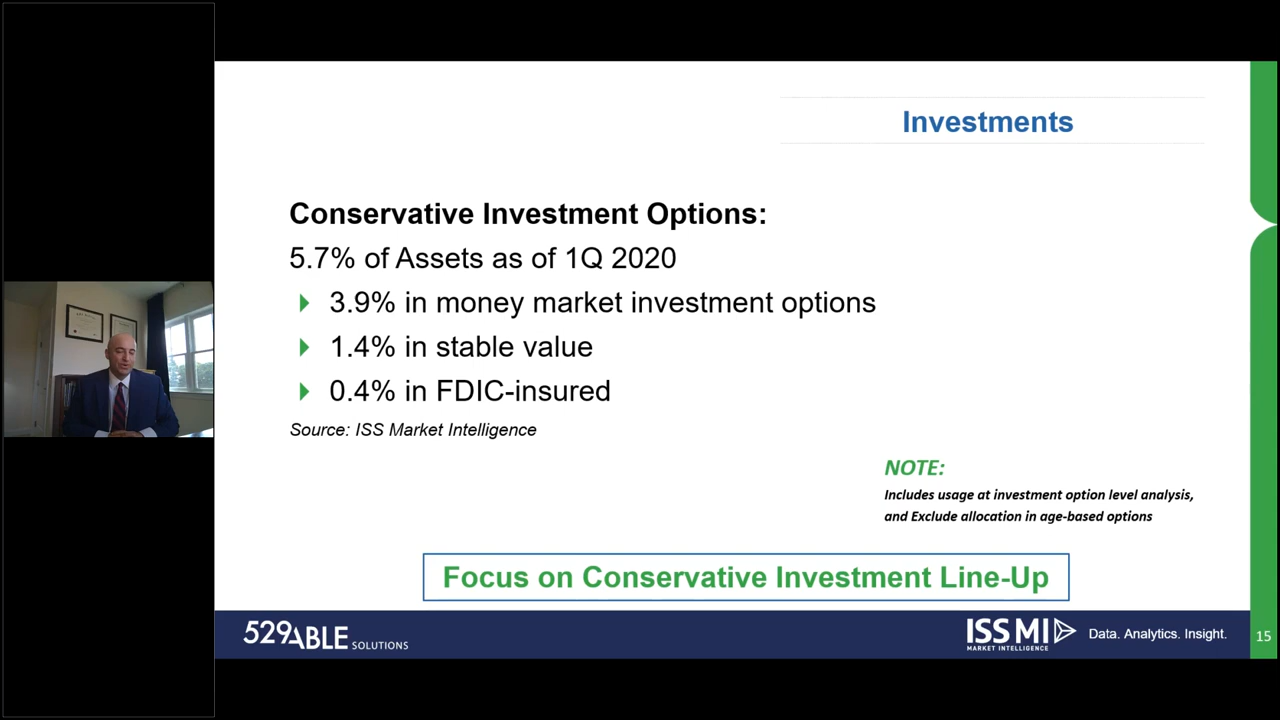 Investments
Conservative Investment Options:
5.7% of Assets as of 1Q 2020
3.9% in money market investment options
1.4% in stable value
0.4% in FDIC-insured
Source: ISS Market Intelligence
NOTE:
Includes usage at investment option level analysis,
and Exclude allocation in age-based options
Focus on Conservative Investment Line-Up
529ABLE SOLUTIONS
ISS MI
MARKET INTELLIGENCE
Data. Analytics. Insight.
15